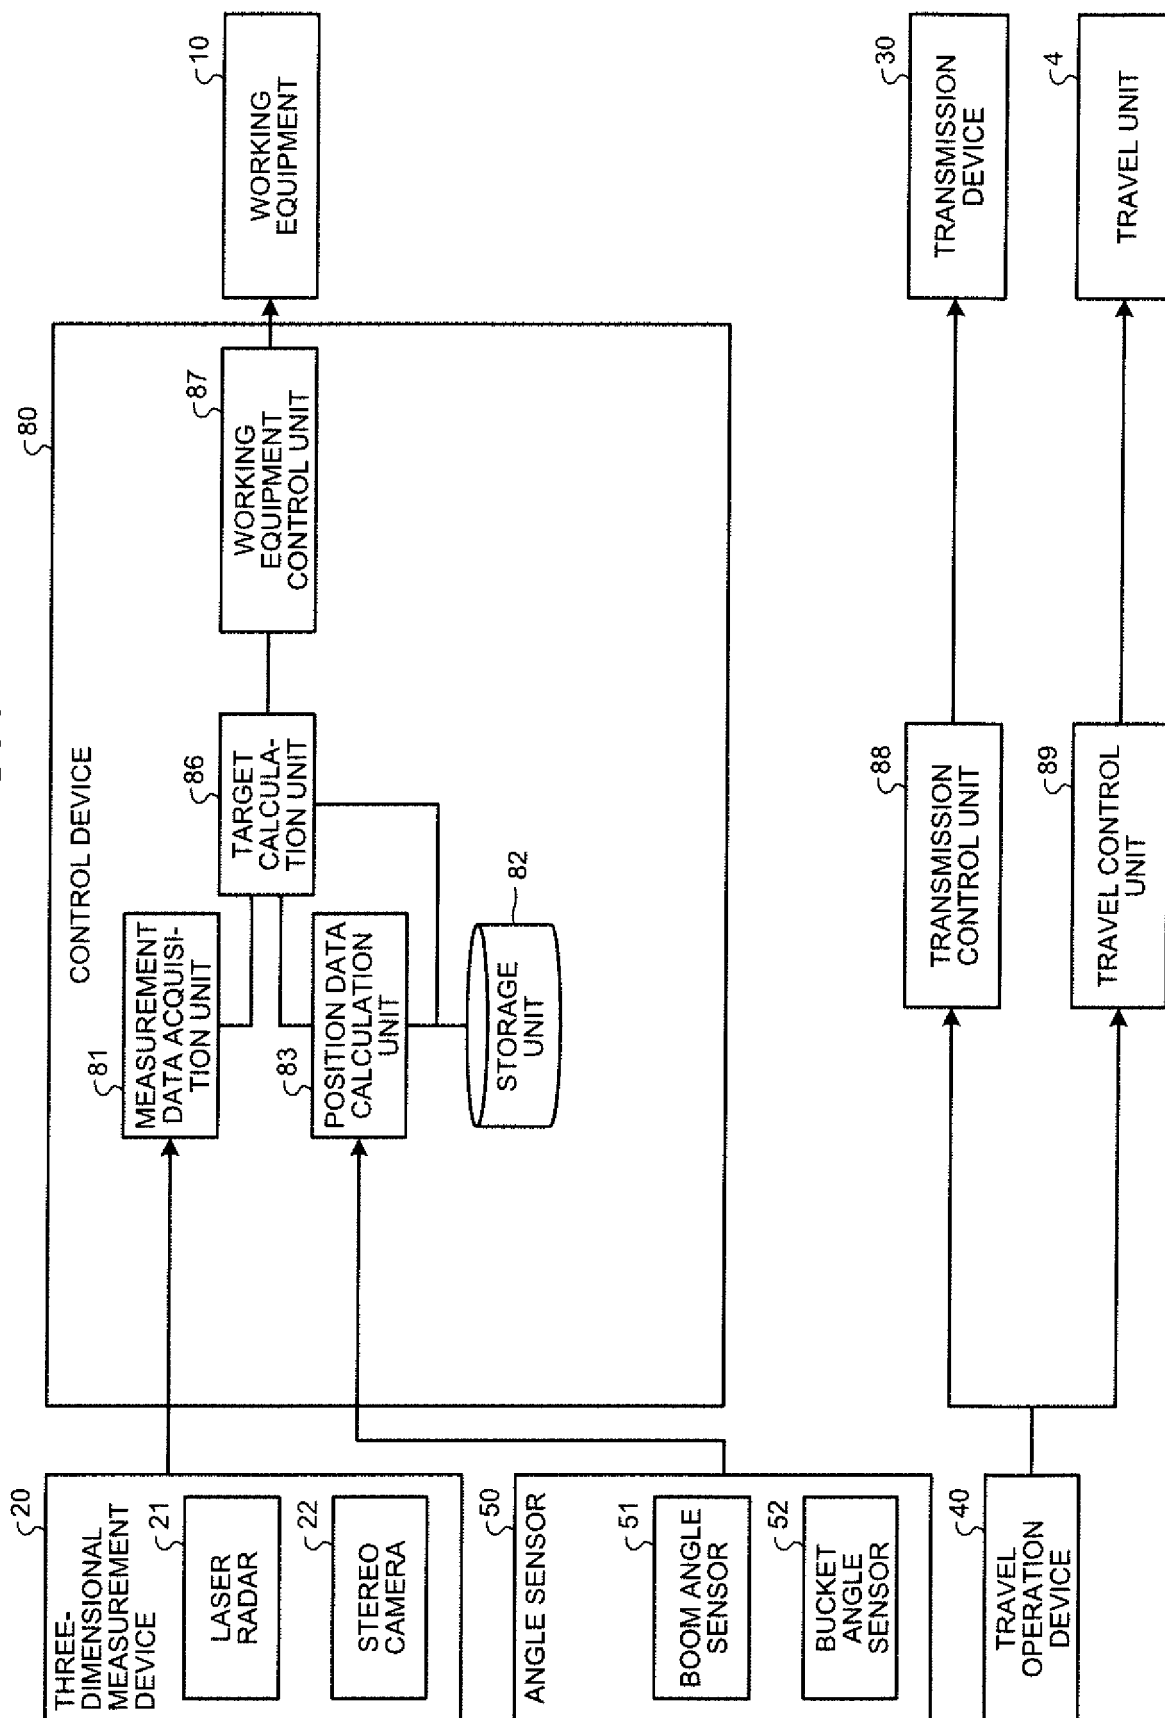 20
THREE-
DIMENSIONAL
MEASUREMENT
DEVICE
21
LASER
RADAR
22
STEREO
CAMERA
50
ANGLE SENSOR
51
BOOM ANGLE
SENSOR
52
BUCKET
ANGLE
SENSOR
40
TRAVEL
OPERATION
DEVICE
80
CONTROL DEVICE
81
MEASUREMENT
DATA ACQUISI-
TION UNIT
83
POSITION DATA
CALCULATION
UNIT
82
STORAGE
UNIT
86
TARGET
CALCULA-
TION UNIT
87
WORKING
EQUIPMENT
CONTROL UNIT
10
WORKING
EQUIPMENT
88
TRANSMISSION
CONTROL UNIT
30
TRANSMISSION
DEVICE
89
TRAVEL CONTROL
UNIT
4
TRAVEL UNIT